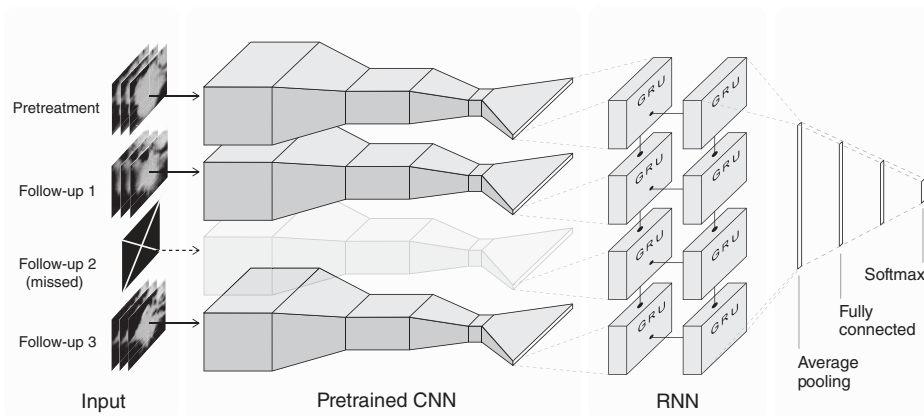 Pretreatment
Follow-up 1
Follow-up 2
(missed)
Follow-up 3
Input
Pretrained CNN
GRU
GRU
GRU
GRU
GRU
GRU
GRU
GRU
RNN
Softmax
Fully
connected
Average
pooling